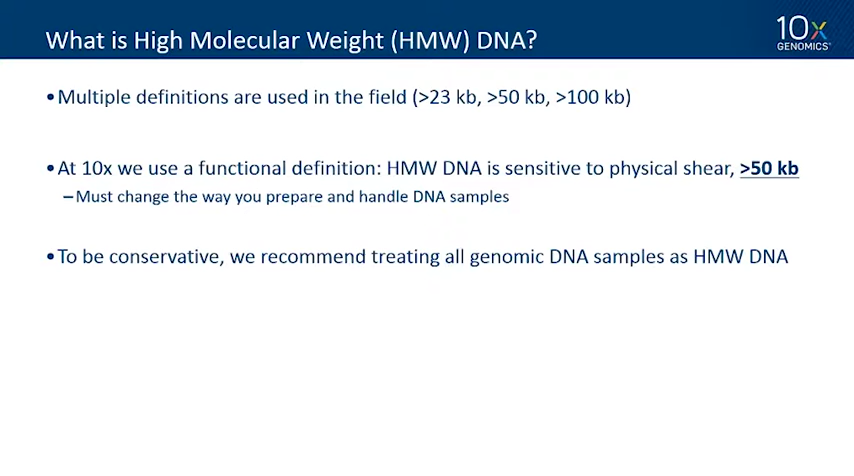 What is High Molecular Weight (HMW) DNA?
10x
GENOMICS
•Multiple definitions are used in the field (>23 kb, >50 kb, >100 kb)
•At 10x we use a functional definition: HMW DNA is sensitive to physical shear, >50 kb
–Must change the way you prepare and handle DNA samples
•To be conservative, we recommend treating all genomic DNA samples as HMW DNA